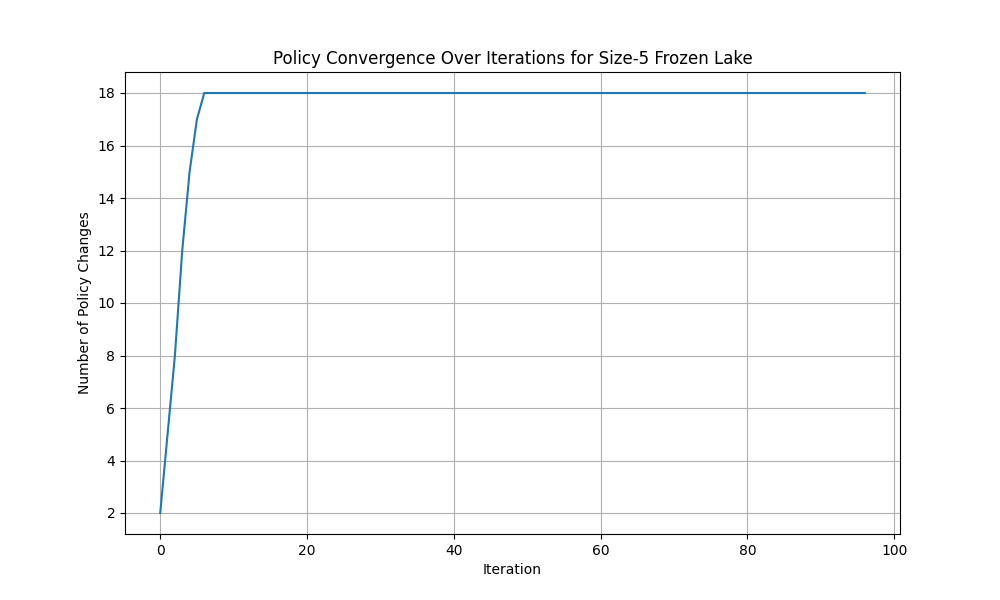 Policy Convergence Over Iterations for Size-5 Frozen Lake
18
16
14
12
10
8
6
4
2
Number of Policy Changes
0 20 40 60 80 100
Iteration